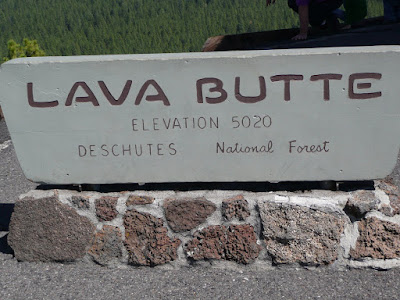 LAVA BUTTE
ELEVATION 5020
DESCHUTES National Forest